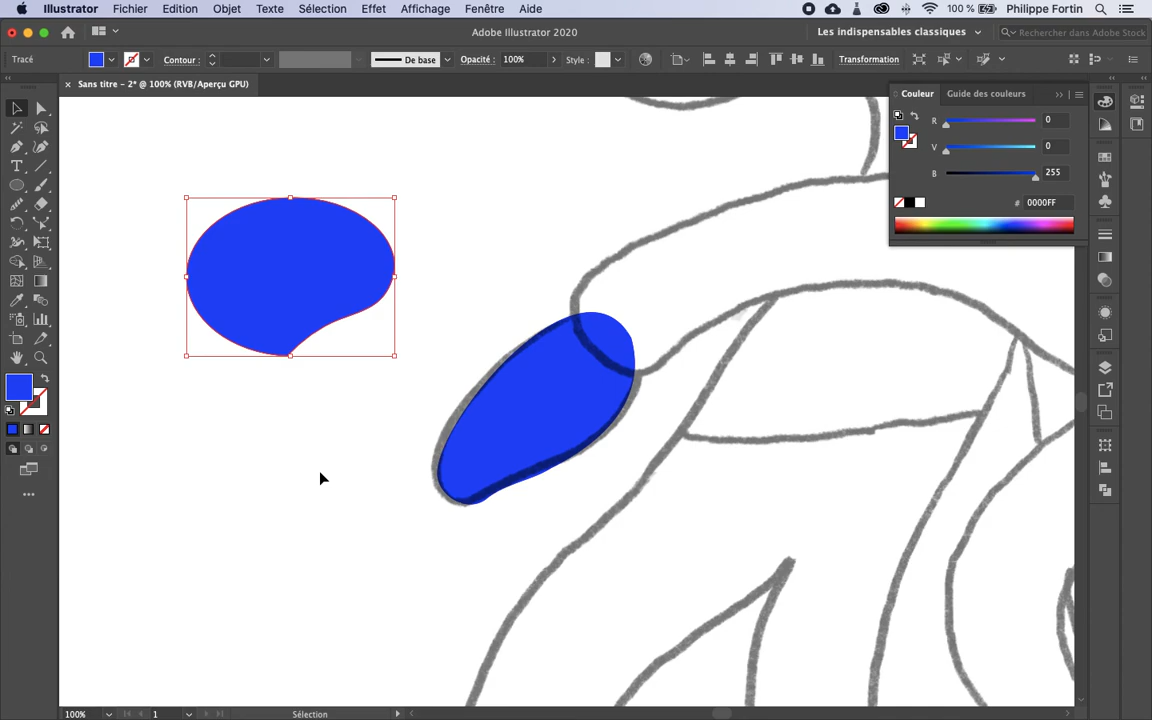 Illustrator Fichier Edition Objet Texte Sélection Effet Affichage Fenêtre Aide 100 % Philippe Fortin
Adobe Illustrator 2020 Les indispensables classiques Rechercher dans Adobe Stock
Tracé Contour : De base Opacité : 100% Style : Transformation
× Sans titre - 2* @ 100% (RVB/Aperçu GPU)
Couleur Guide des couleurs
R 0
V 0
B 255
# 0000FF
100% 1 Sélection